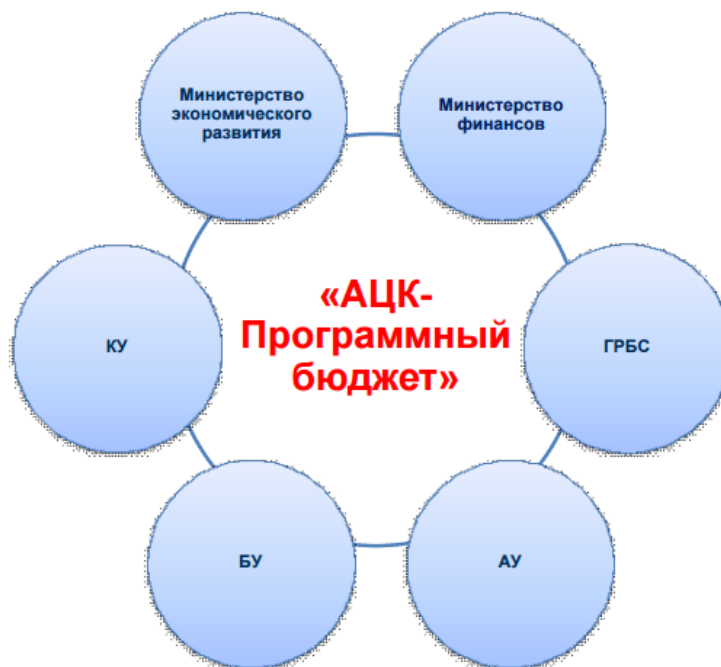 Министерство
экономического
развития
Министерство
финансов
«АЦК-
Программный
бюджет»
КУ
ГРБС
БУ
АУ